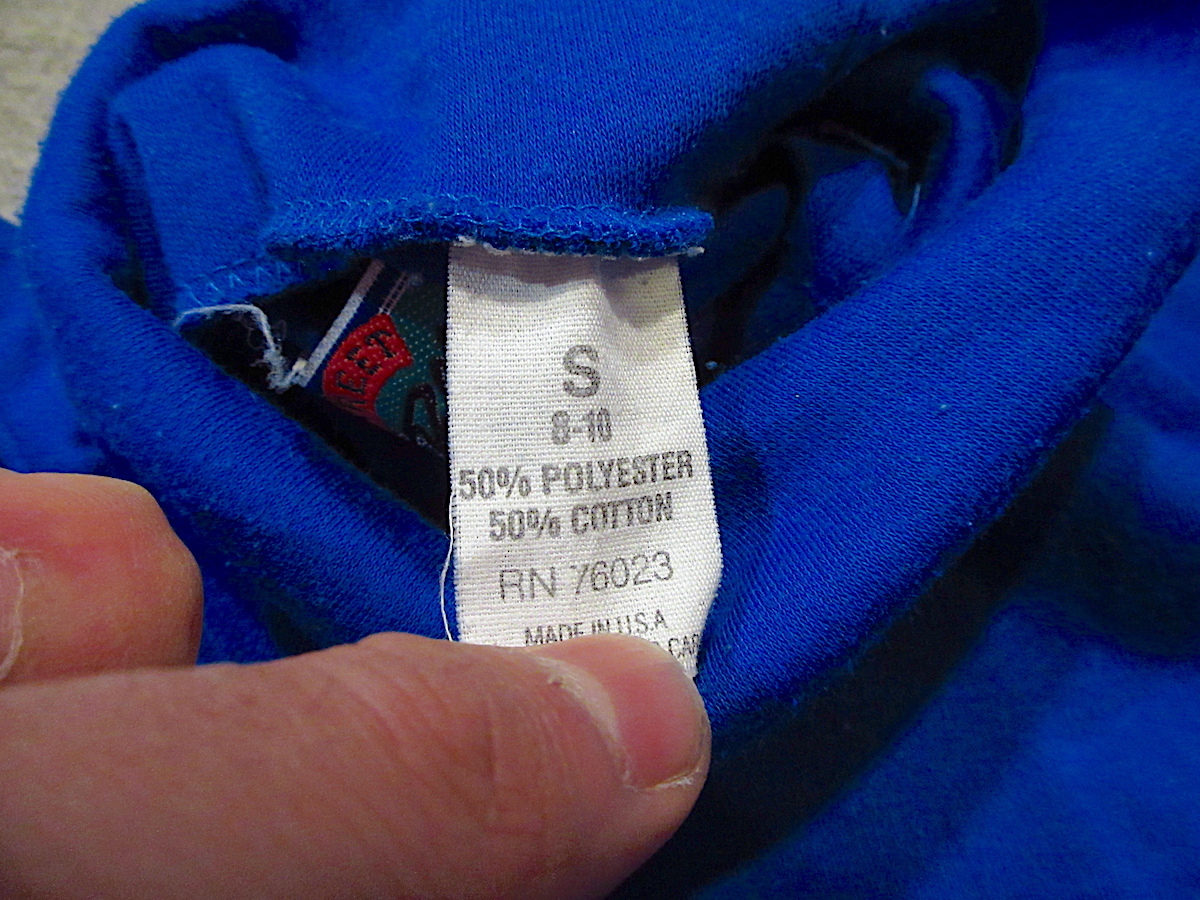 S
8-10
50% POLYESTER
50% COTTON
RN 76023
MADE IN U.S.A